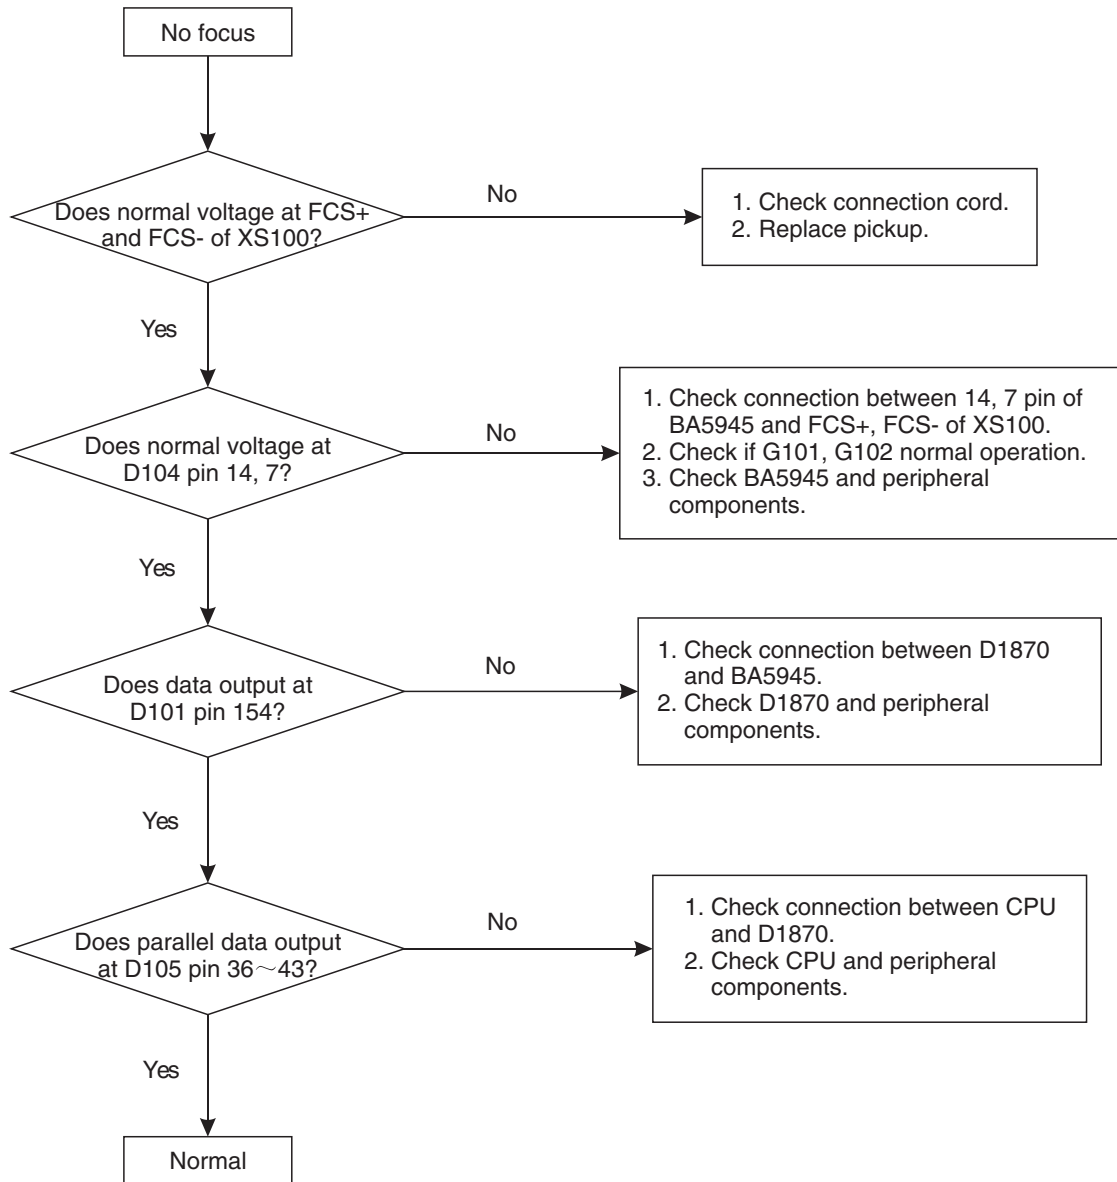 No focus
Does normal voltage at FCS+
and FCS- of XS100?
No
1. Check connection cord.
2. Replace pickup.
Yes
Does normal voltage at
D104 pin 14, 7?
No
1. Check connection between 14, 7 pin of
BA5945 and FCS+, FCS- of XS100.
2. Check if G101, G102 normal operation.
3. Check BA5945 and peripheral
components.
Yes
Does data output at
D101 pin 154?
No
1. Check connection between D1870
and BA5945.
2. Check D1870 and peripheral
components.
Yes
Does parallel data output
at D105 pin 36～43?
No
1. Check connection between CPU
and D1870.
2. Check CPU and peripheral
components.
Yes
Normal